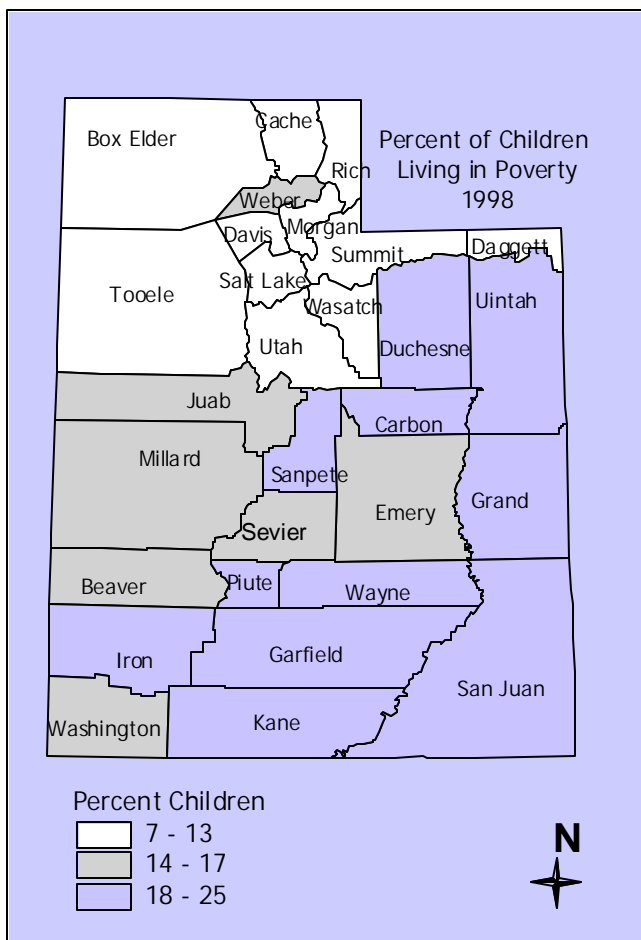 Percent of Children
Living in Poverty
1998
Cache
Box Elder
Rich
Weber
Morgan
Davis
Summit
Daggett
Salt Lake
Tooele
Wasatch
Uintah
Utah
Duchesne
Juab
Carbon
Millard
Sanpete
Grand
Emery
Sevier
Beaver
Piute
Wayne
Iron
Garfield
San Juan
Washington
Kane
Percent Children
7 - 13
14 - 17
18 - 25
N